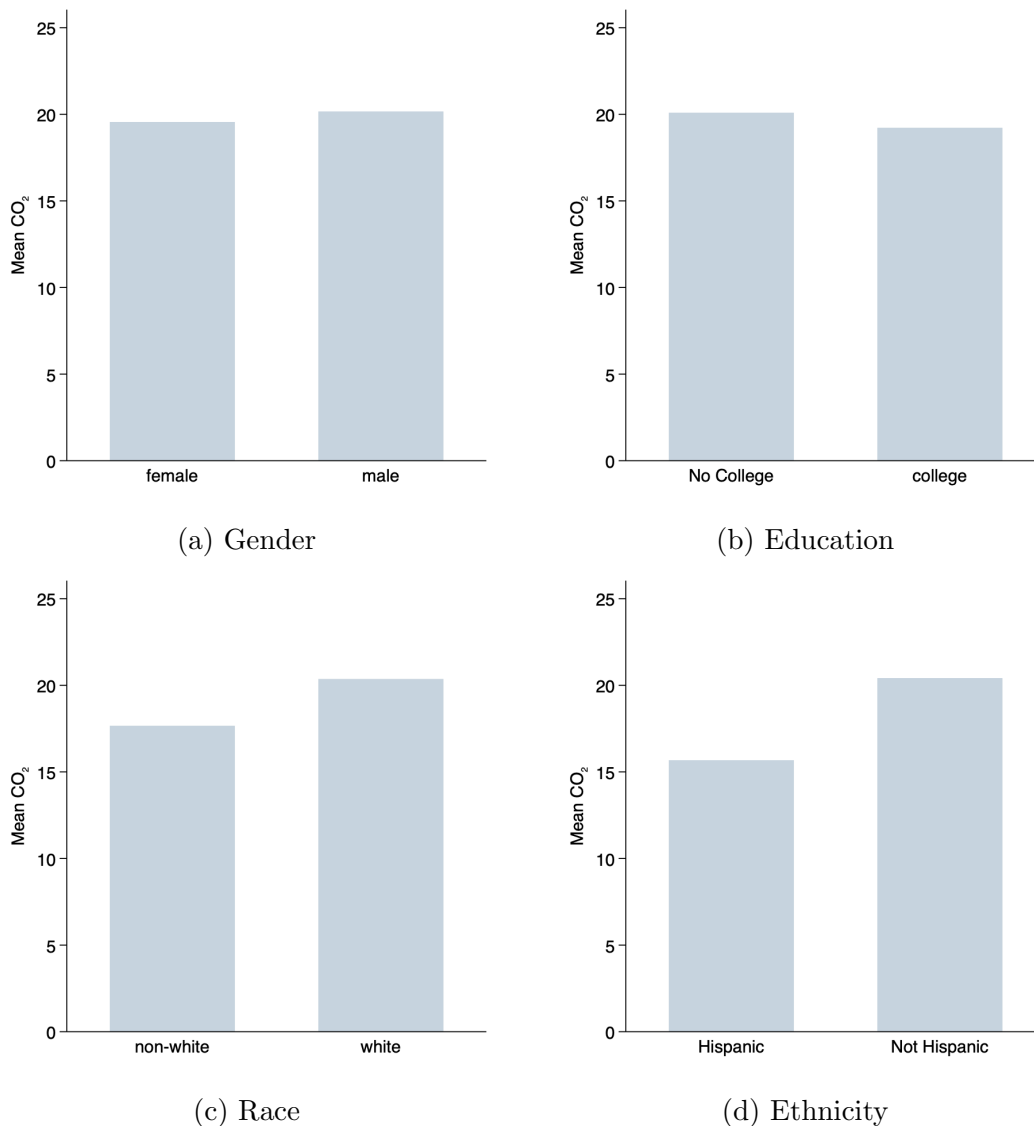 25
20
15
10
5
0
Mean CO₂
female male
(a) Gender
25
20
15
10
5
0
Mean CO₂
No College college
(b) Education
25
20
15
10
5
0
Mean CO₂
non-white white
(c) Race
25
20
15
10
5
0
Mean CO₂
Hispanic Not Hispanic
(d) Ethnicity